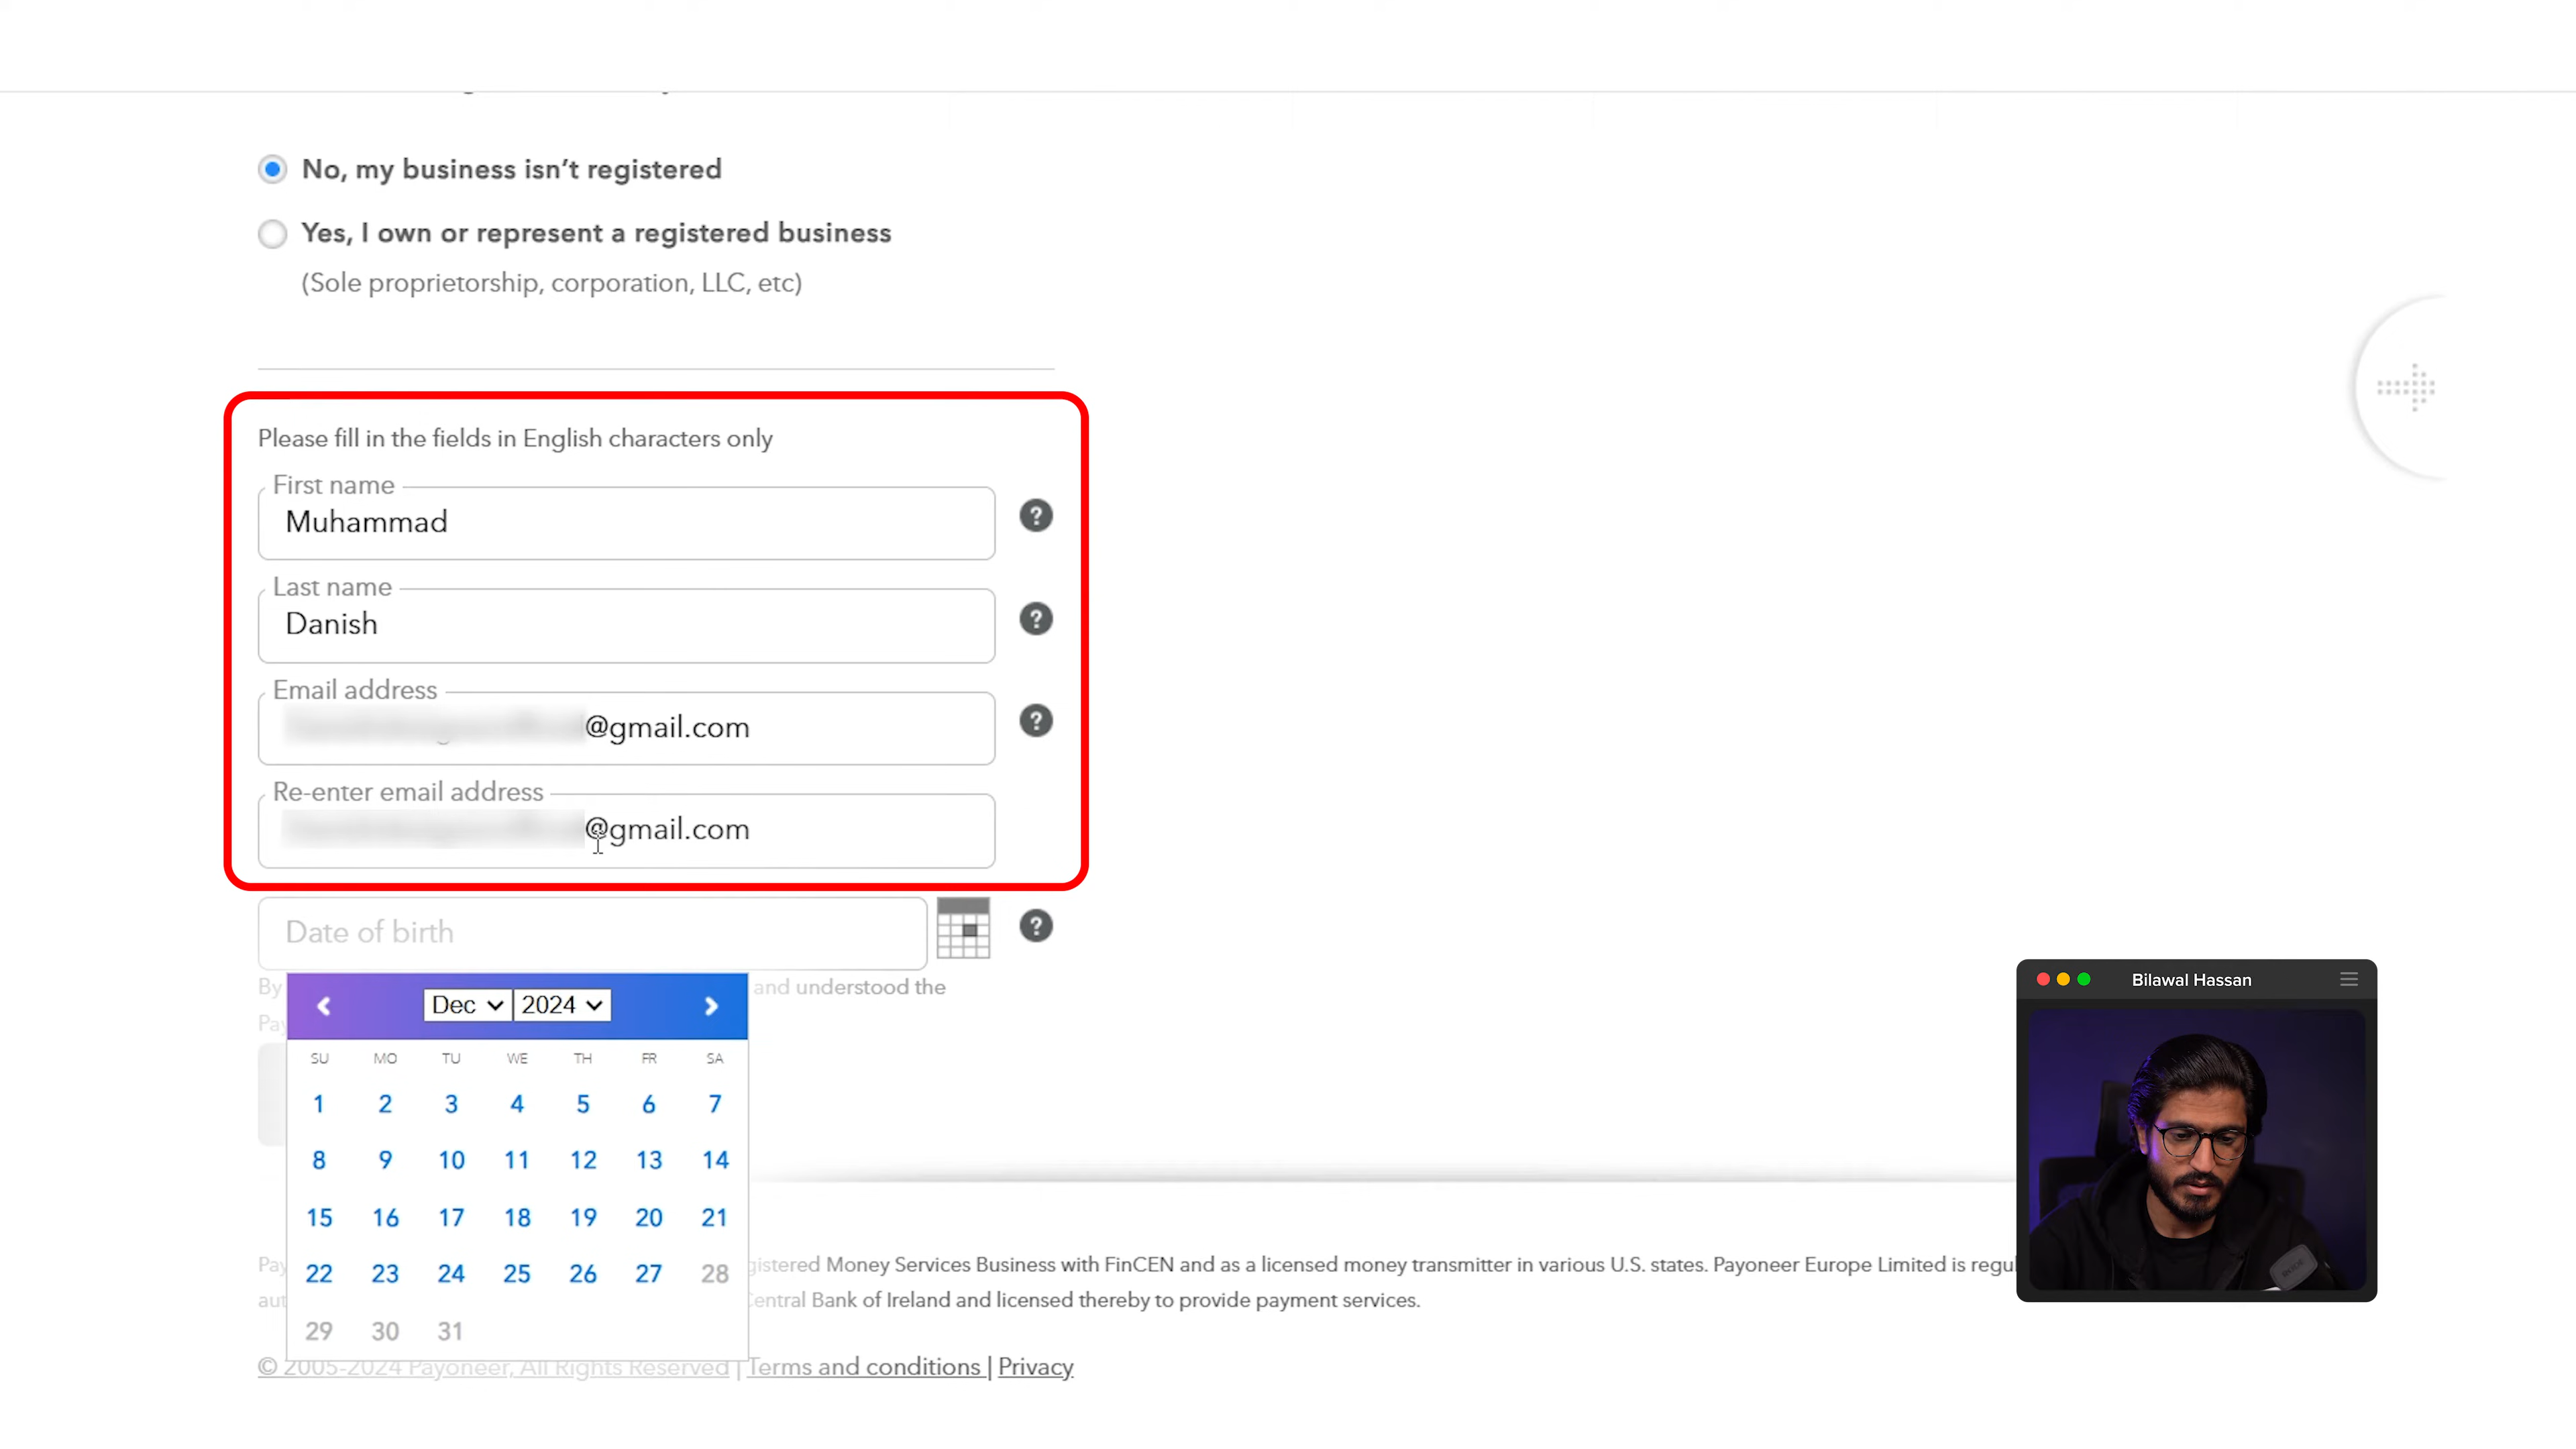 No, my business isn't registered
Yes, I own or represent a registered business
(Sole proprietorship, corporation, LLC, etc)
Please fill in the fields in English characters only
First name
Muhammad
?
Last name
Danish
?
Email address
@gmail.com
?
Re-enter email address
@gmail.com
Date of birth
?
By and understood the
Dec 2024
SU MO TU WE TH FR SA
1 2 3 4 5 6 7
8 9 10 11 12 13 14
15 16 17 18 19 20 21
22 23 24 25 26 27 28
29 30 31
Money Services Business with FinCEN and as a licensed money transmitter in various U.S. states. Payoneer Europe Limited is
Central Bank of Ireland and licensed thereby to provide payment services.
© 2005-2024 Payoneer, All Rights Reserved | Terms and conditions | Privacy
Bilawal Hassan